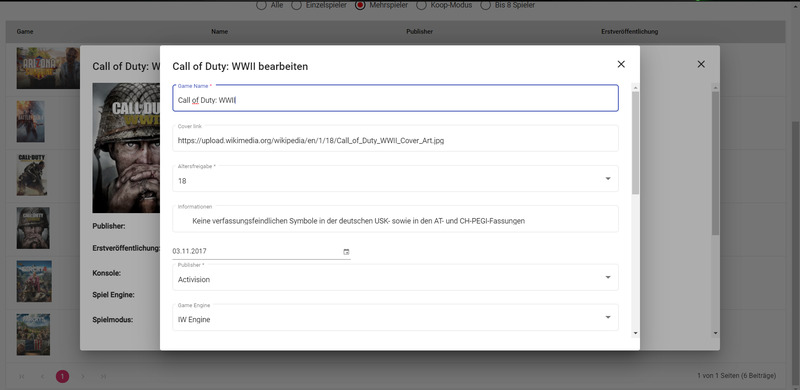 Alle Einzelspieler Mehrspieler Koop-Modus Bis 8 Spieler
Game Name Publisher Erstveröffentlichung
Call of Duty: W
Publisher:
Erstveröffentlichung:
Konsole:
Spiel Engine:
Spielmodus:
Call of Duty: WWII bearbeiten
Game Name *
Call of Duty: WWII
Cover link
https://upload.wikimedia.org/wikipedia/en/1/18/Call_of_Duty_WWII_Cover_Art.jpg
Altersfreigabe *
18
Informationen
Keine verfassungsfeindlichen Symbole in der deutschen USK- sowie in den AT- und CH-PEGI-Fassungen
03.11.2017
Publisher *
Activision
Game Engine
IW Engine
1
1 von 1 Seiten (6 Beiträge)